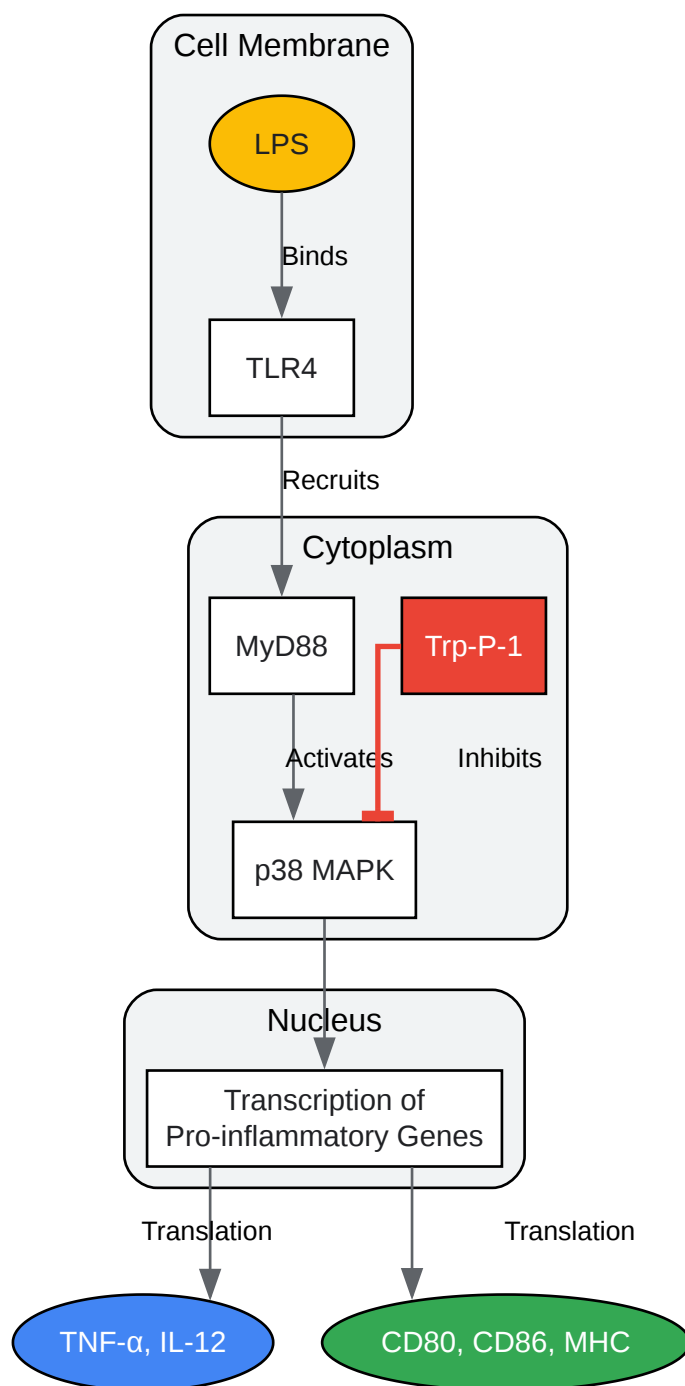 Cell Membrane
LPS
Binds
TLR4
Recruits
Cytoplasm
MyD88
Trp-P-1
Activates
Inhibits
p38 MAPK
Nucleus
Transcription of
Pro-inflammatory Genes
Translation
Translation
TNF-α, IL-12
CD80, CD86, MHC